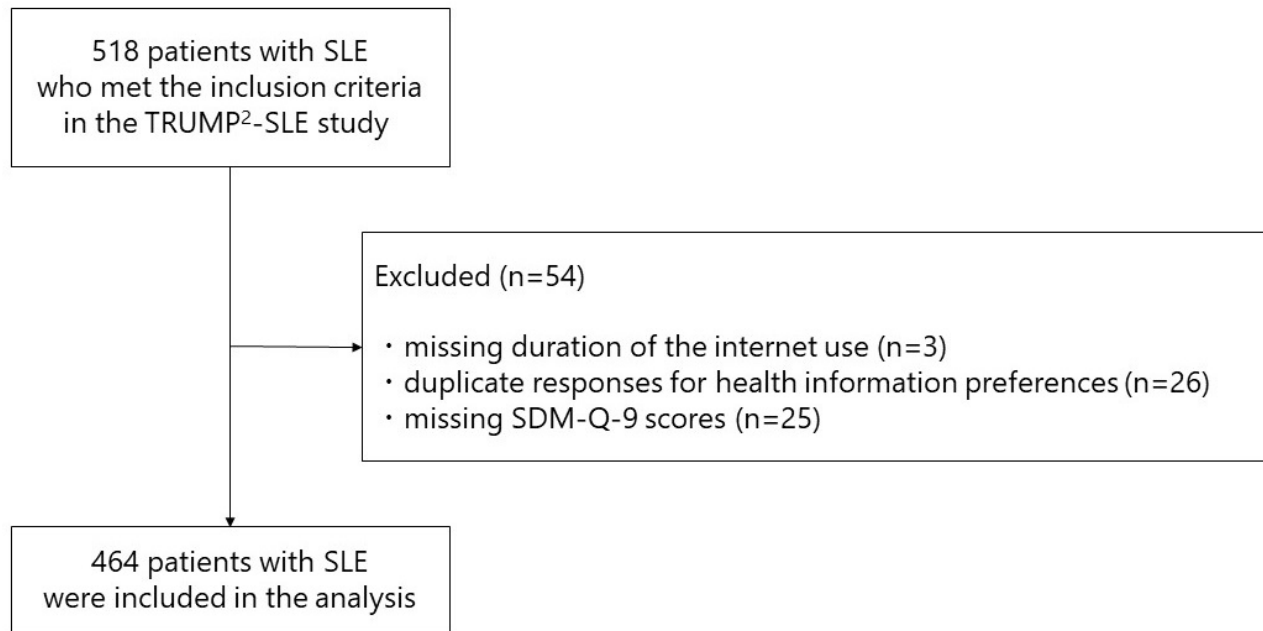 518 patients with SLE
who met the inclusion criteria
in the TRUMP²-SLE study
Excluded (n=54)
・missing duration of the internet use (n=3)
・duplicate responses for health information preferences (n=26)
・missing SDM-Q-9 scores (n=25)
464 patients with SLE
were included in the analysis